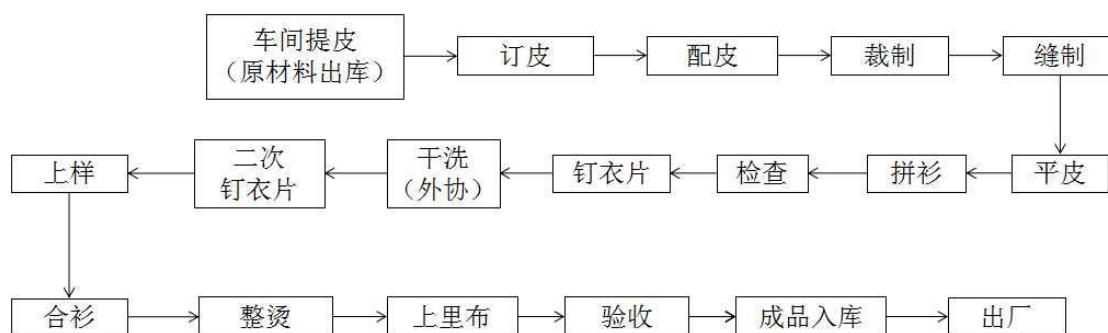 车间提皮
（原材料出库）
订皮
配皮
裁制
缝制
平皮
拼衫
检查
钉衣片
干洗
（外协）
二次
钉衣片
上样
合衫
整烫
上里布
验收
成品入库
出厂